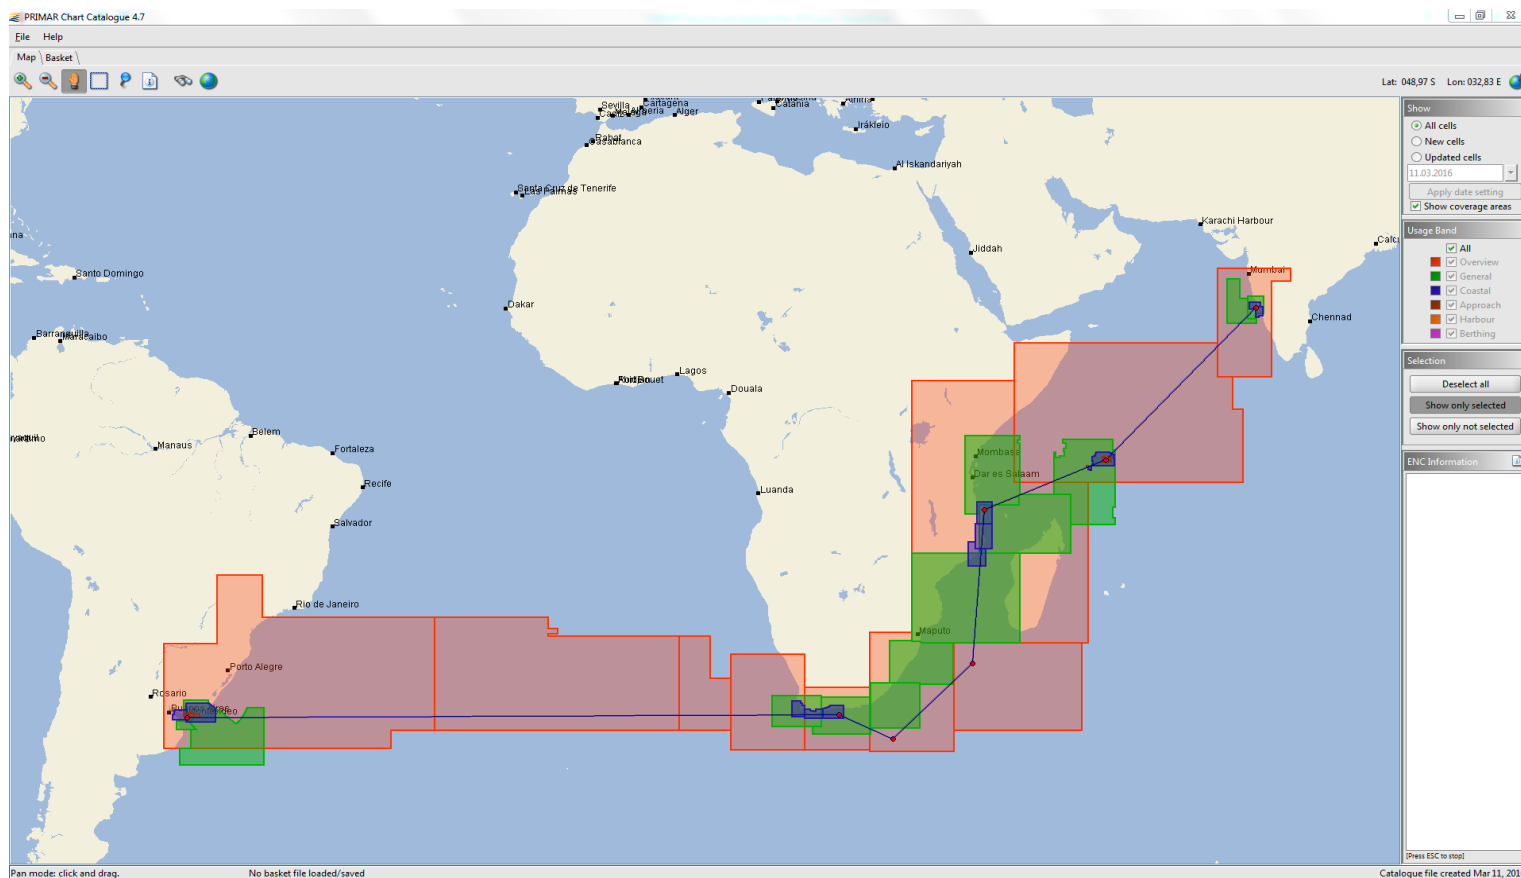 PRIMAR Chart Catalogue 4.7
File Help
Map Basket
Lat: 048,97 S Lon: 032,83 E
Sevilla
Cartagena
Alger
Catania
Irákleio
Rabat
Casablanca
Al Iskandariyah
Santa Cruz de Tenerife
Las Palmas
Karachi Harbour
Jiddah
Santo Domingo
Mumbai
Dakar
Chennad
Barranquilla
Maracaibo
Lagos
Douala
Belem
Manaus
Fortaleza
Mombasa
Dar es Salaam
Recife
Luanda
Salvador
Rio de Janeiro
Maputo
Porto Alegre
Rosario
Show
All cells
New cells
Updated cells
11.03.2016
Apply date setting
Show coverage areas
Usage Band
All
Overview
General
Coastal
Approach
Harbour
Berthing
Selection
Deselect all
Show only selected
Show only not selected
ENC Information
[Press ESC to stop]
Pan mode: click and drag. No basket file loaded/saved Catalogue file created Mar 11, 201